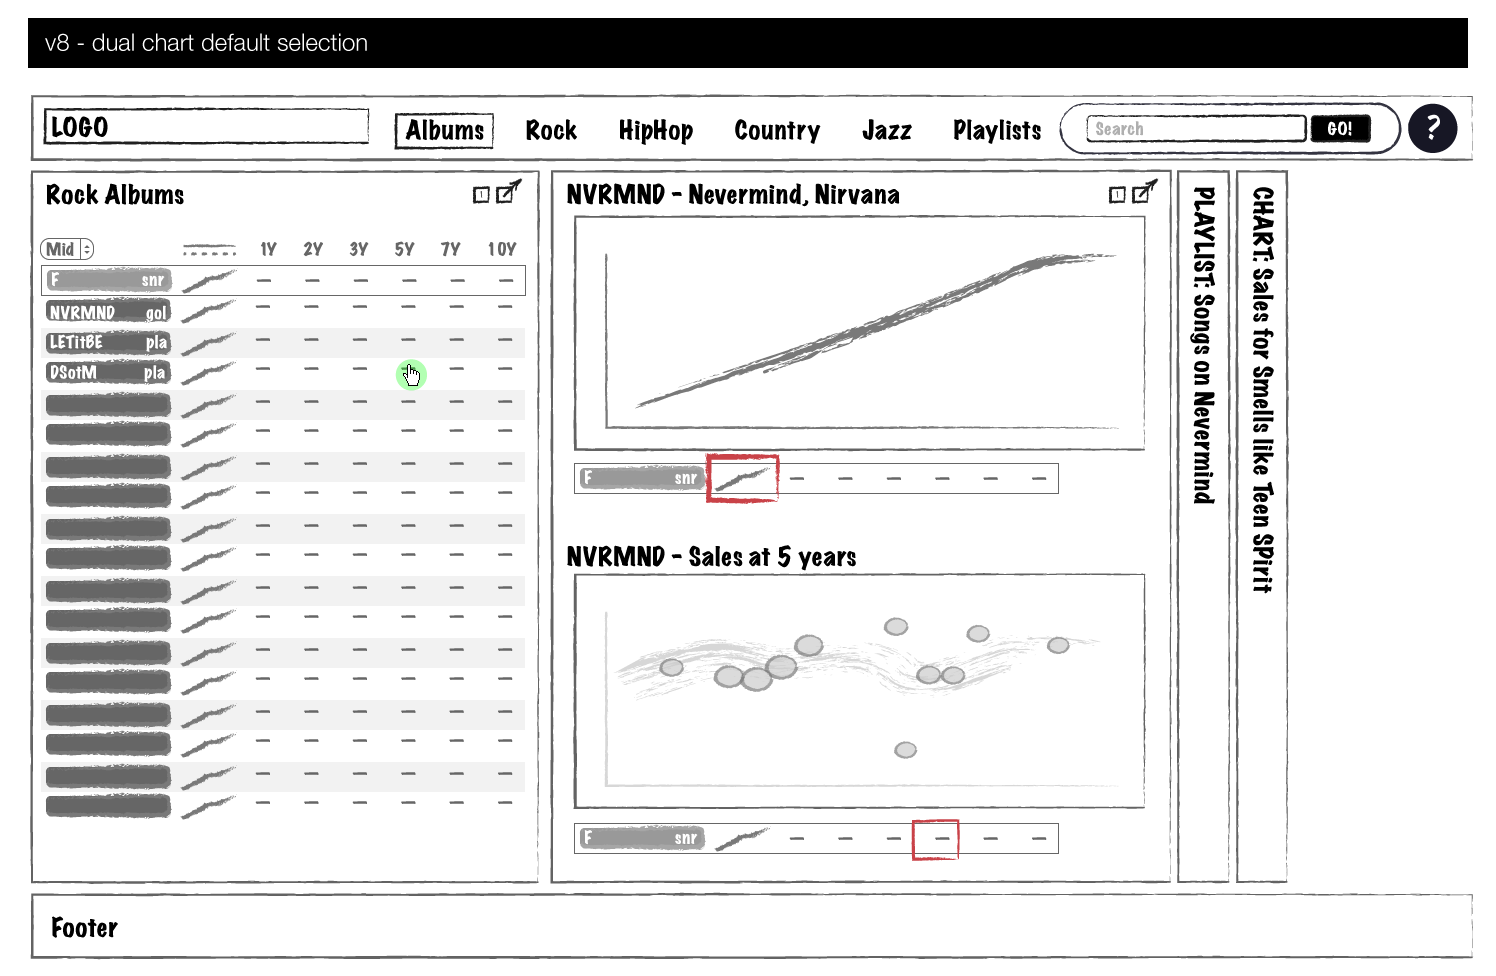 v8 - dual chart default selection
LOGO
Albums Rock HipHop Country Jazz Playlists
Search GO! ?
Rock Albums
1
Mid 1Y 2Y 3Y 5Y 7Y 10Y
F snr
NVRMND gol
LETitBE pla
DSotM pla
NVRMND - Nevermind, Nirvana
1
F snr
NVRMND - Sales at 5 years
F snr
PLAYLIST: Songs on Nevermind
CHART: Sales for Smells like Teen SPirit
Footer